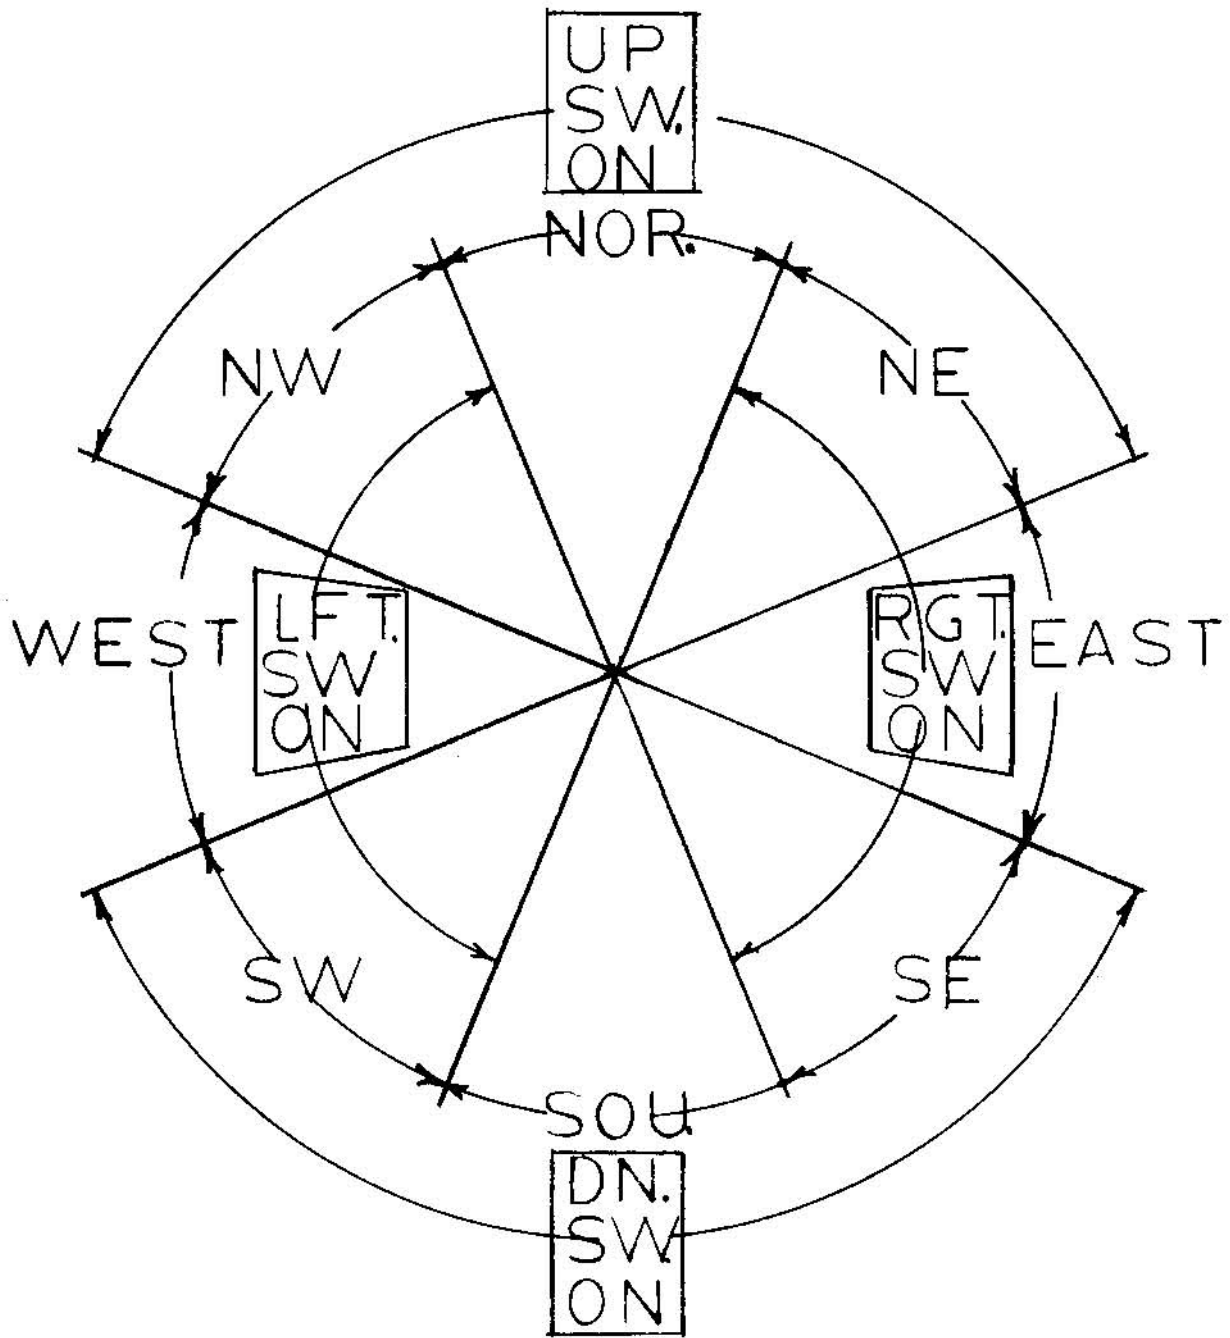 UP
SW.
ON
NOR.
NW
NE
WEST
LFT.
SW
ON
RGT.
SW
ON
EAST
SW
SE
SOU.
DN.
SW.
ON